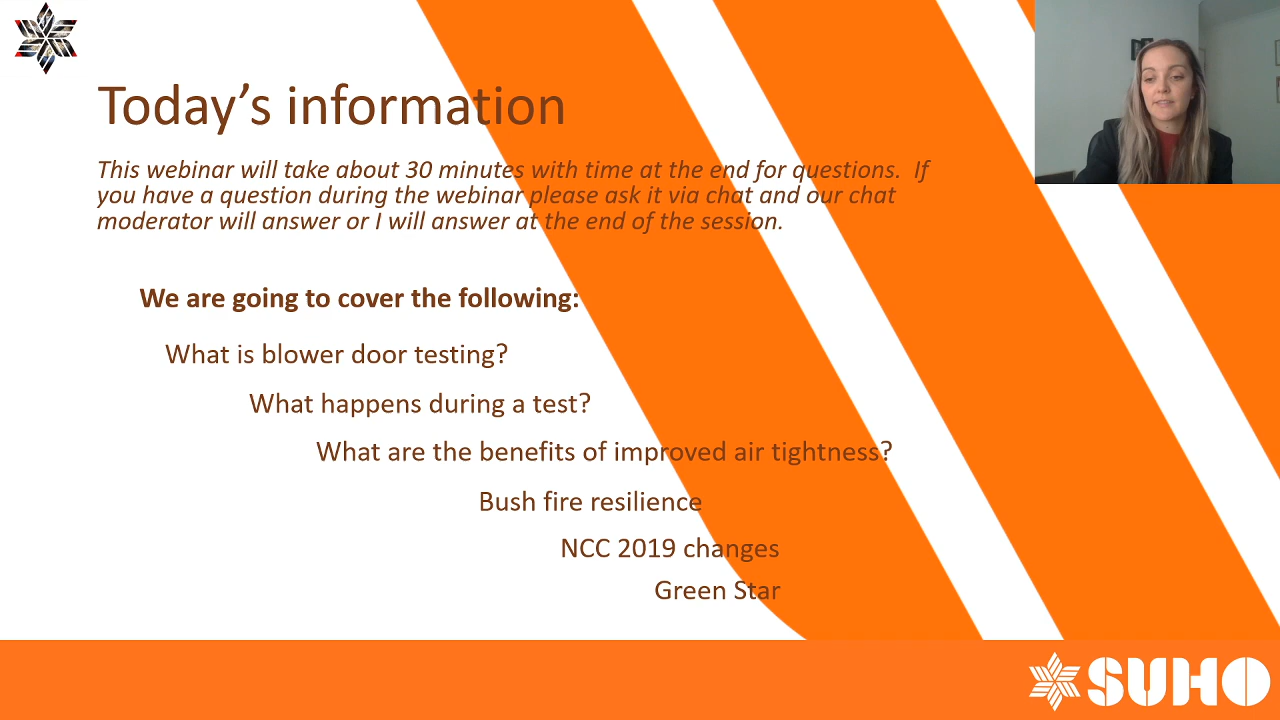 Today's information
This webinar will take about 30 minutes with time at the end for questions.  If
you have a question during the webinar please ask it via chat and our chat
moderator will answer or I will answer at the end of the session.
We are going to cover the following:
What is blower door testing?
What happens during a test?
What are the benefits of improved air tightness?
Bush fire resilience
NCC 2019 changes
Green Star
SUHO